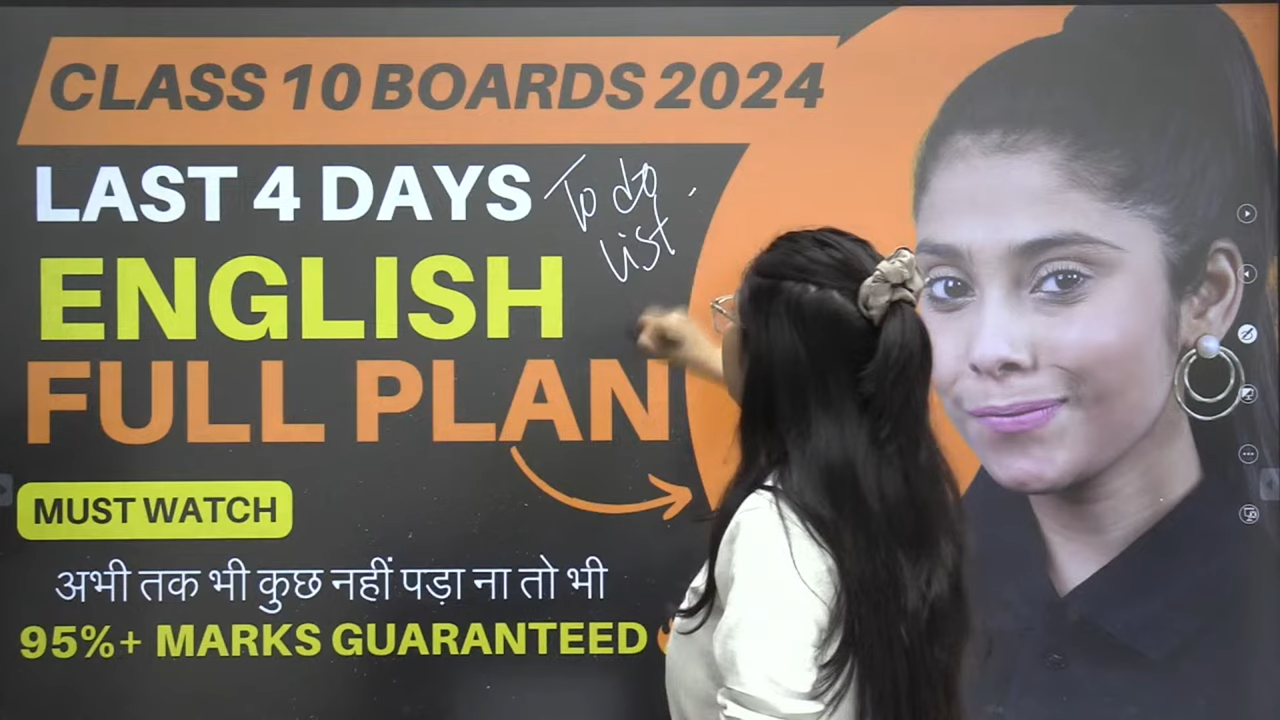 CLASS 10 BOARDS 2024
LAST 4 DAYS
To do
list
ENGLISH
FULL PLAN
MUST WATCH
अभी तक भी कुछ नहीं पड़ा ना तो भी
95%+ MARKS GUARANTEED